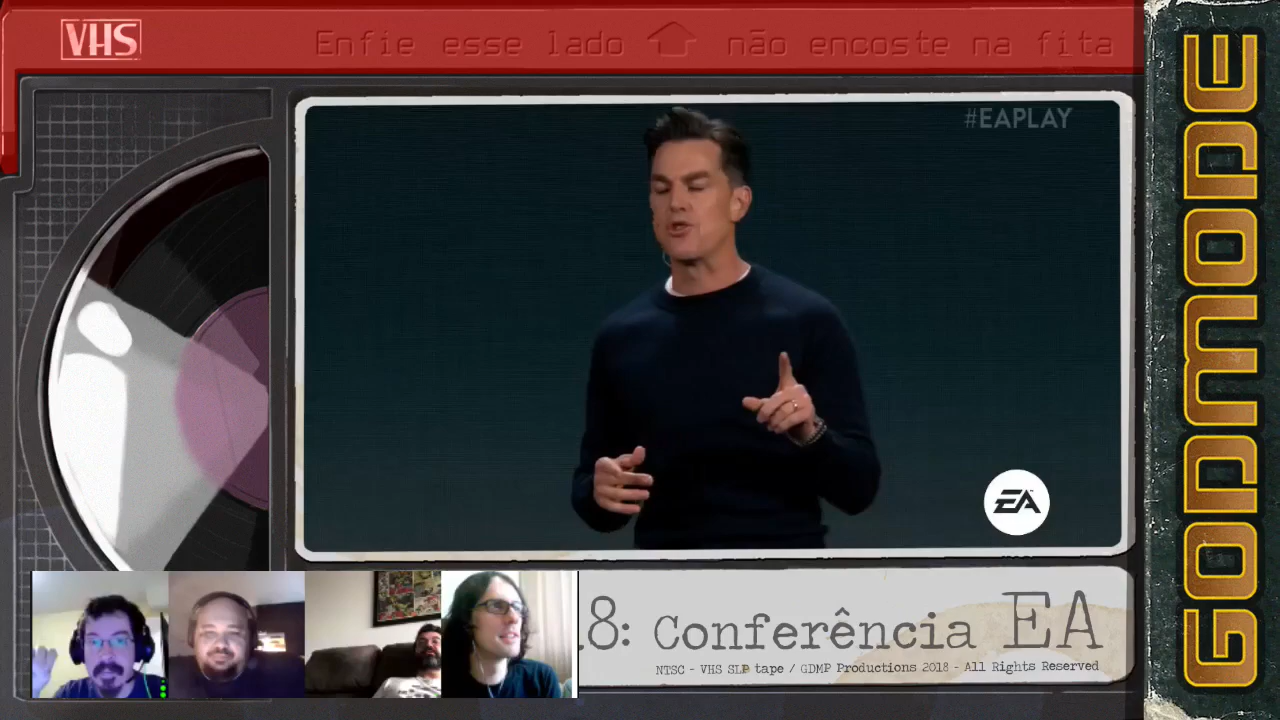 VHS
Enfie esse lado não encoste na fita
#EAPLAY
EA
8: Conferência EA
NTSC - VHS SLP tape / GDMP Productions 2018 - All Rights Reserved
GODMODE